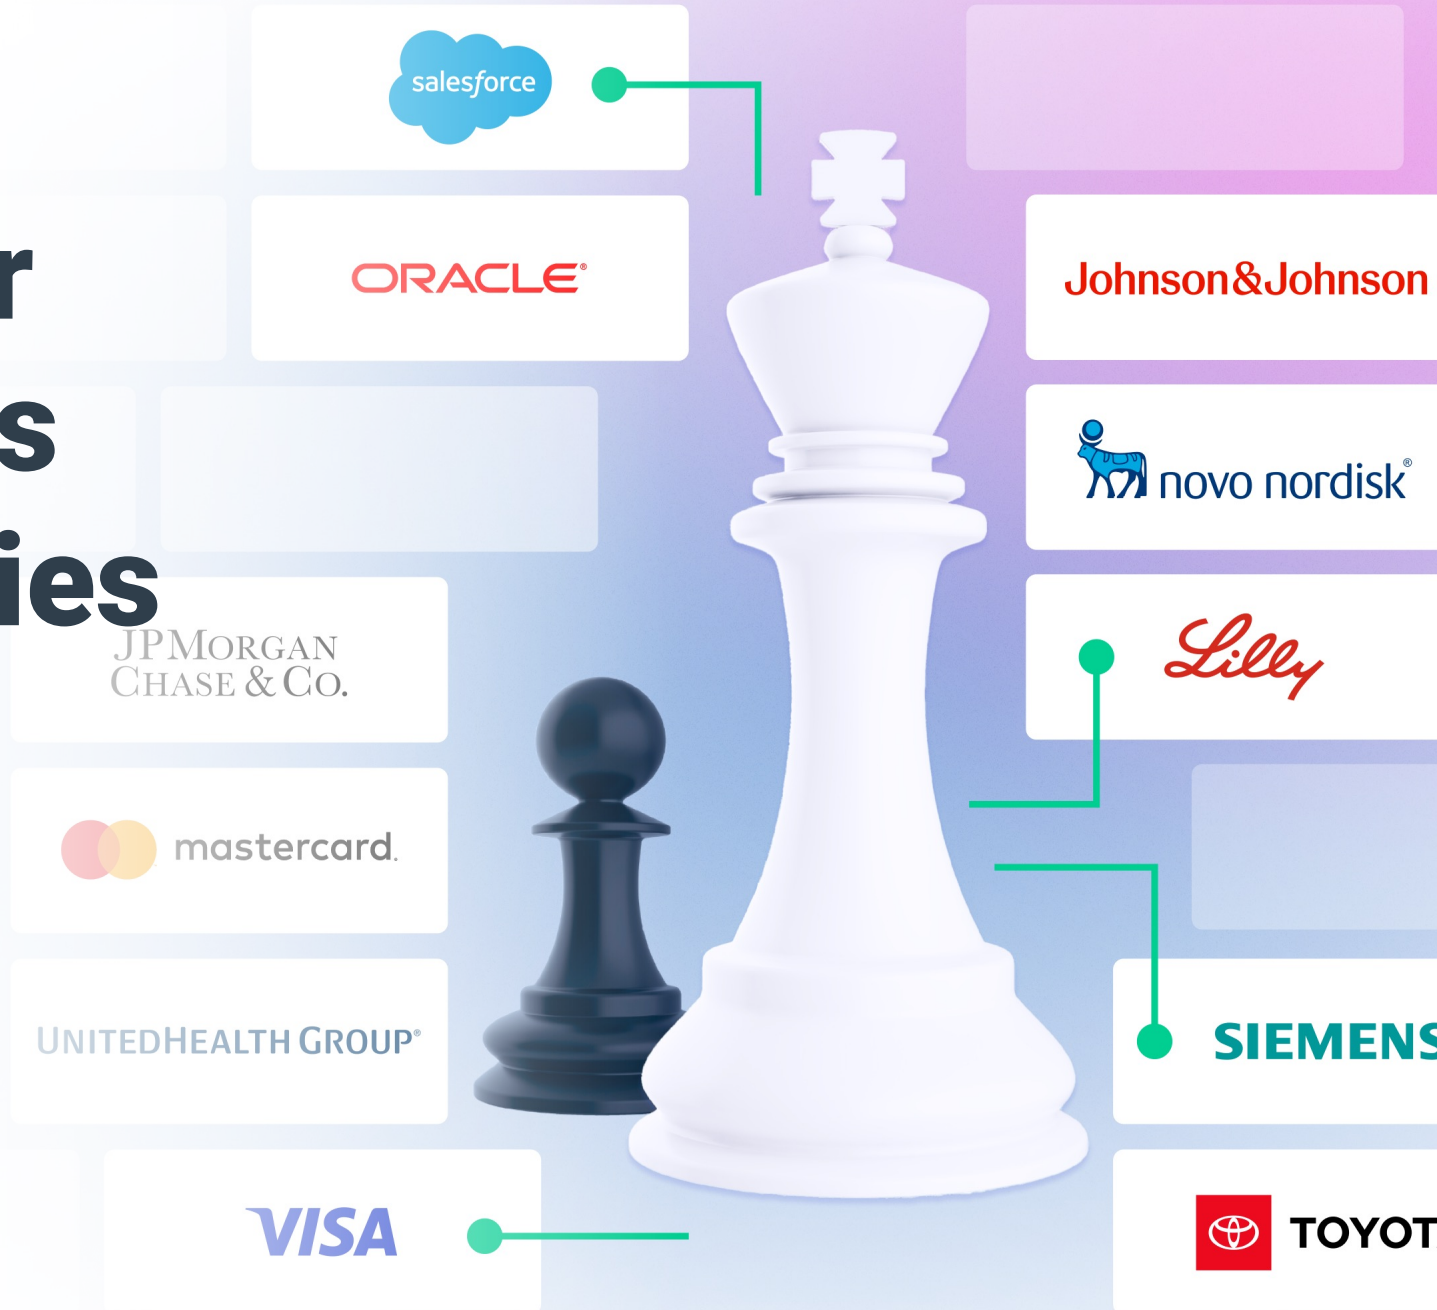 salesforce
ORACLE®
r
s
ies
JPMORGAN
CHASE & CO.
mastercard.
UNITEDHEALTH GROUP®
VISA
Johnson&Johnson
novo nordisk®
Lilly
SIEMENS
TOYOT